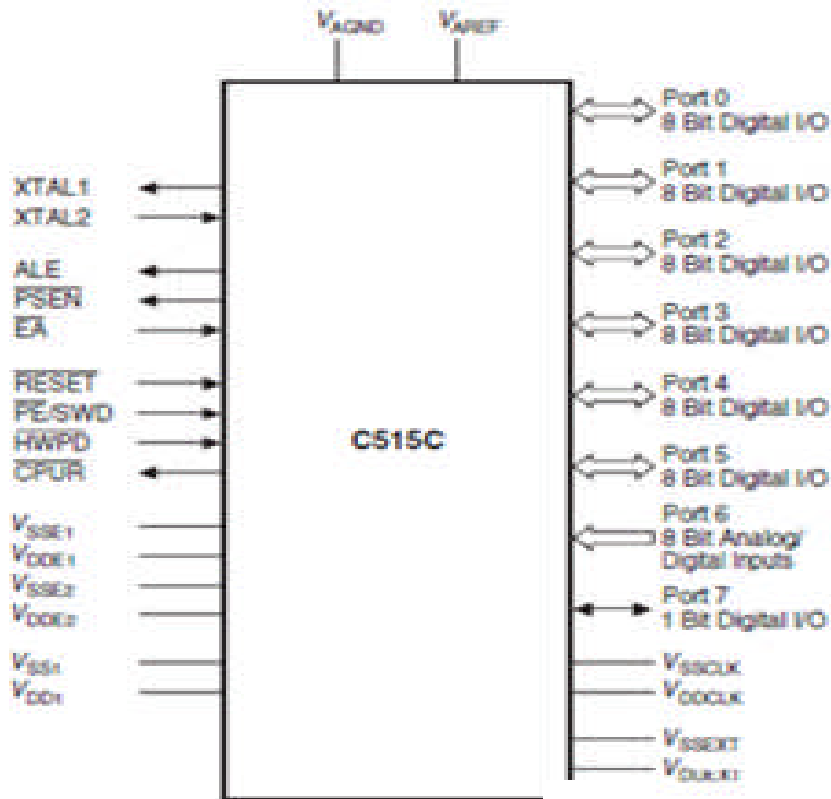 VAGND VAREF
XTAL1
XTAL2
ALE
PSEN
EA
RESET
PE/SWD
HWPD
CPUR
VSSE1
VDDE1
VSSE2
VDDE2
VSS1
VDD1
C515C
Port 0
8 Bit Digital I/O
Port 1
8 Bit Digital I/O
Port 2
8 Bit Digital I/O
Port 3
8 Bit Digital I/O
Port 4
8 Bit Digital I/O
Port 5
8 Bit Digital I/O
Port 6
8 Bit Analog/
Digital Inputs
Port 7
1 Bit Digital I/O
VSSCLK
VDDCLK
VSSEXT